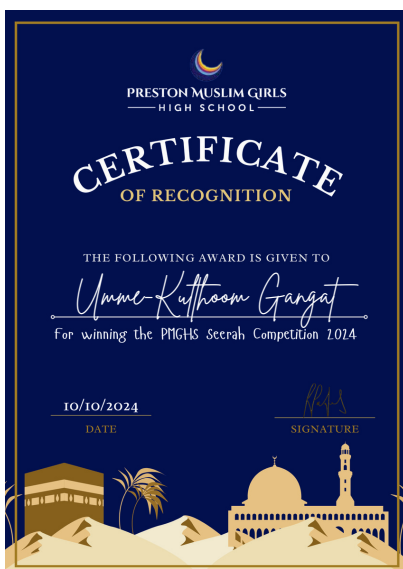 PRESTON MUSLIM GIRLS
HIGH SCHOOL
CERTIFICATE
OF RECOGNITION
THE FOLLOWING AWARD IS GIVEN TO
Umme-Kulthoom Gangat
For winning the PMGHS Seerah Competition 2024
10/10/2024
DATE
SIGNATURE